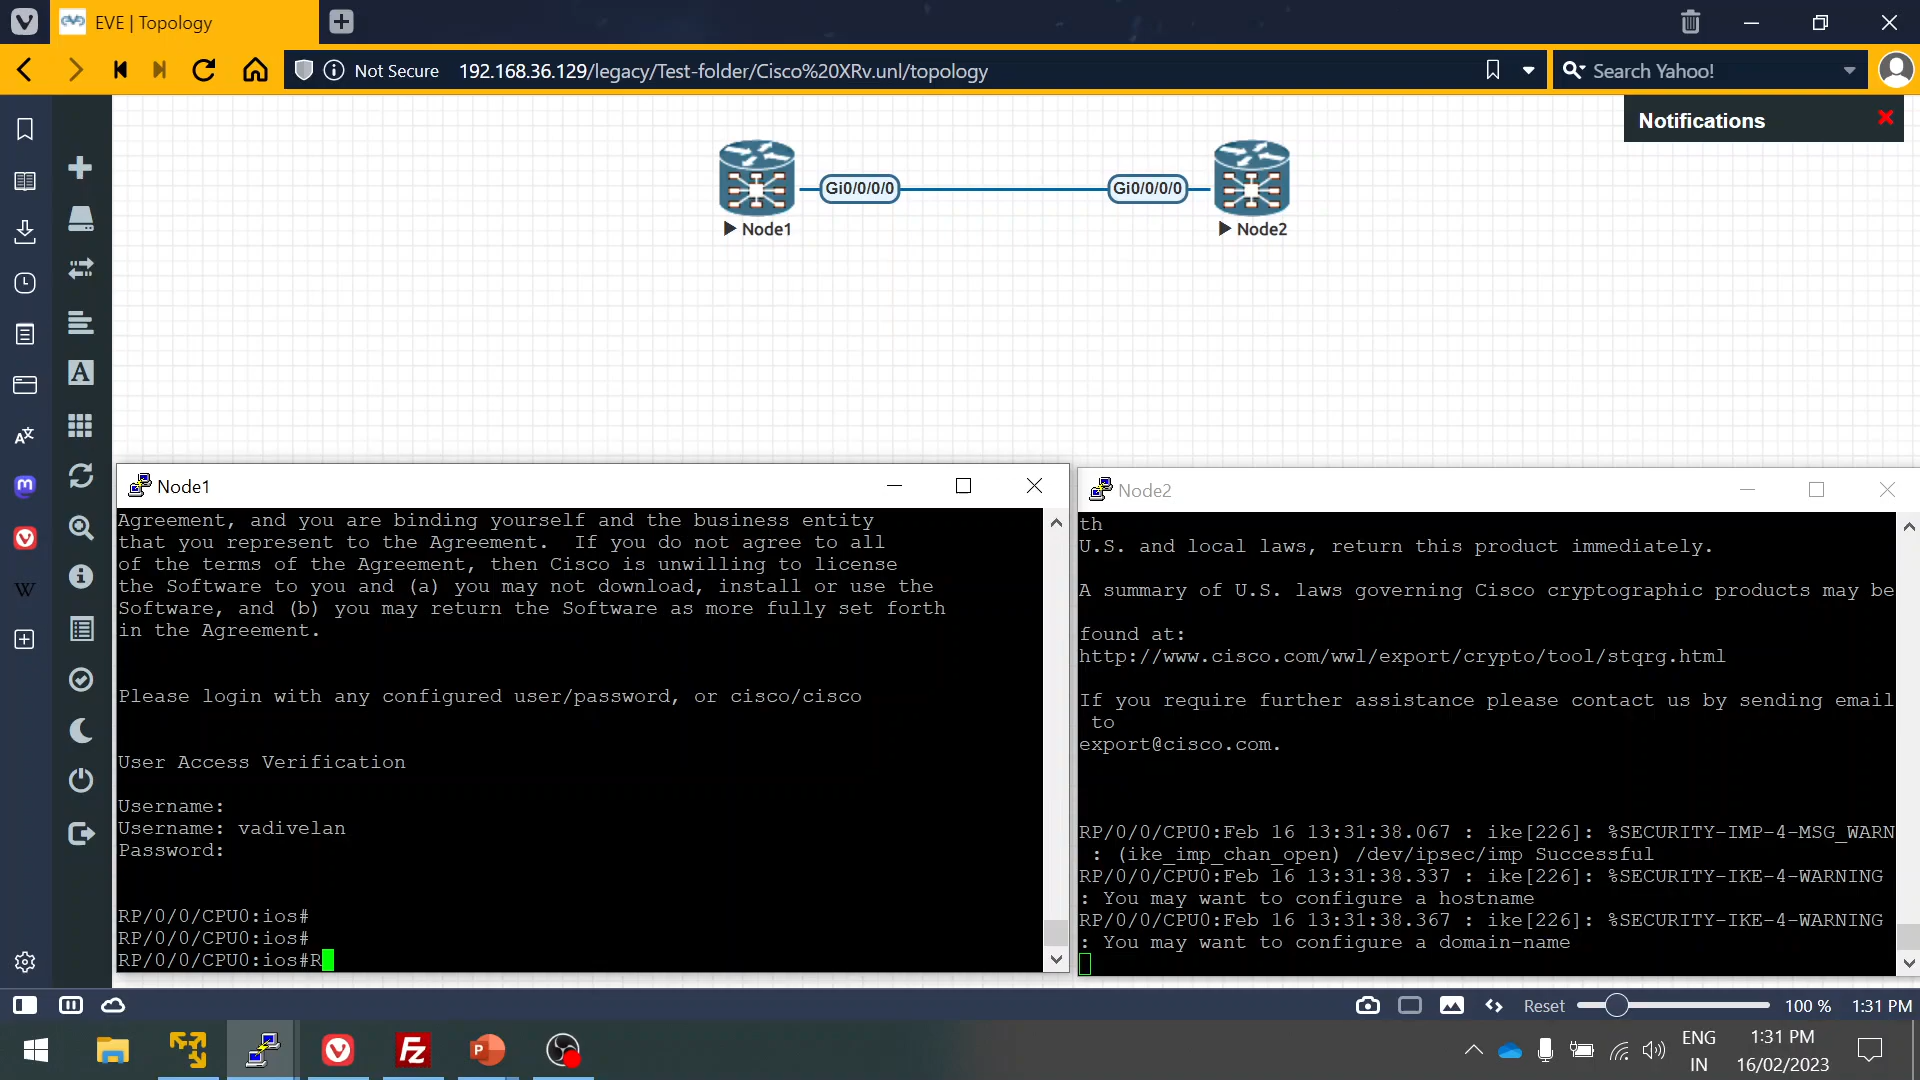 EVE | Topology
Not Secure 192.168.36.129/legacy/Test-folder/Cisco%20XRv.unl/topology
Search Yahoo!
Notifications
Gi0/0/0/0
Gi0/0/0/0
Node1
Node2
Node1
Agreement, and you are binding yourself and the business entity
that you represent to the Agreement.  If you do not agree to all
of the terms of the Agreement, then Cisco is unwilling to license
the Software to you and (a) you may not download, install or use the
Software, and (b) you may return the Software as more fully set forth
in the Agreement.
Please login with any configured user/password, or cisco/cisco
User Access Verification
Username:
Username: vadivelan
Password:
RP/0/0/CPU0:ios#
RP/0/0/CPU0:ios#
RP/0/0/CPU0:ios#R
Node2
th
U.S. and local laws, return this product immediately.
A summary of U.S. laws governing Cisco cryptographic products may be
found at:
http://www.cisco.com/wwl/export/crypto/tool/stqrg.html
If you require further assistance please contact us by sending email
to
export@cisco.com.
RP/0/0/CPU0:Feb 16 13:31:38.067 : ike[226]: %SECURITY-IMP-4-MSG_WARN
: (ike_imp_chan_open) /dev/ipsec/imp Successful
RP/0/0/CPU0:Feb 16 13:31:38.337 : ike[226]: %SECURITY-IKE-4-WARNING
: You may want to configure a hostname
RP/0/0/CPU0:Feb 16 13:31:38.367 : ike[226]: %SECURITY-IKE-4-WARNING
: You may want to configure a domain-name
Reset 100 % 1:31 PM
ENG
IN
1:31 PM
16/02/2023